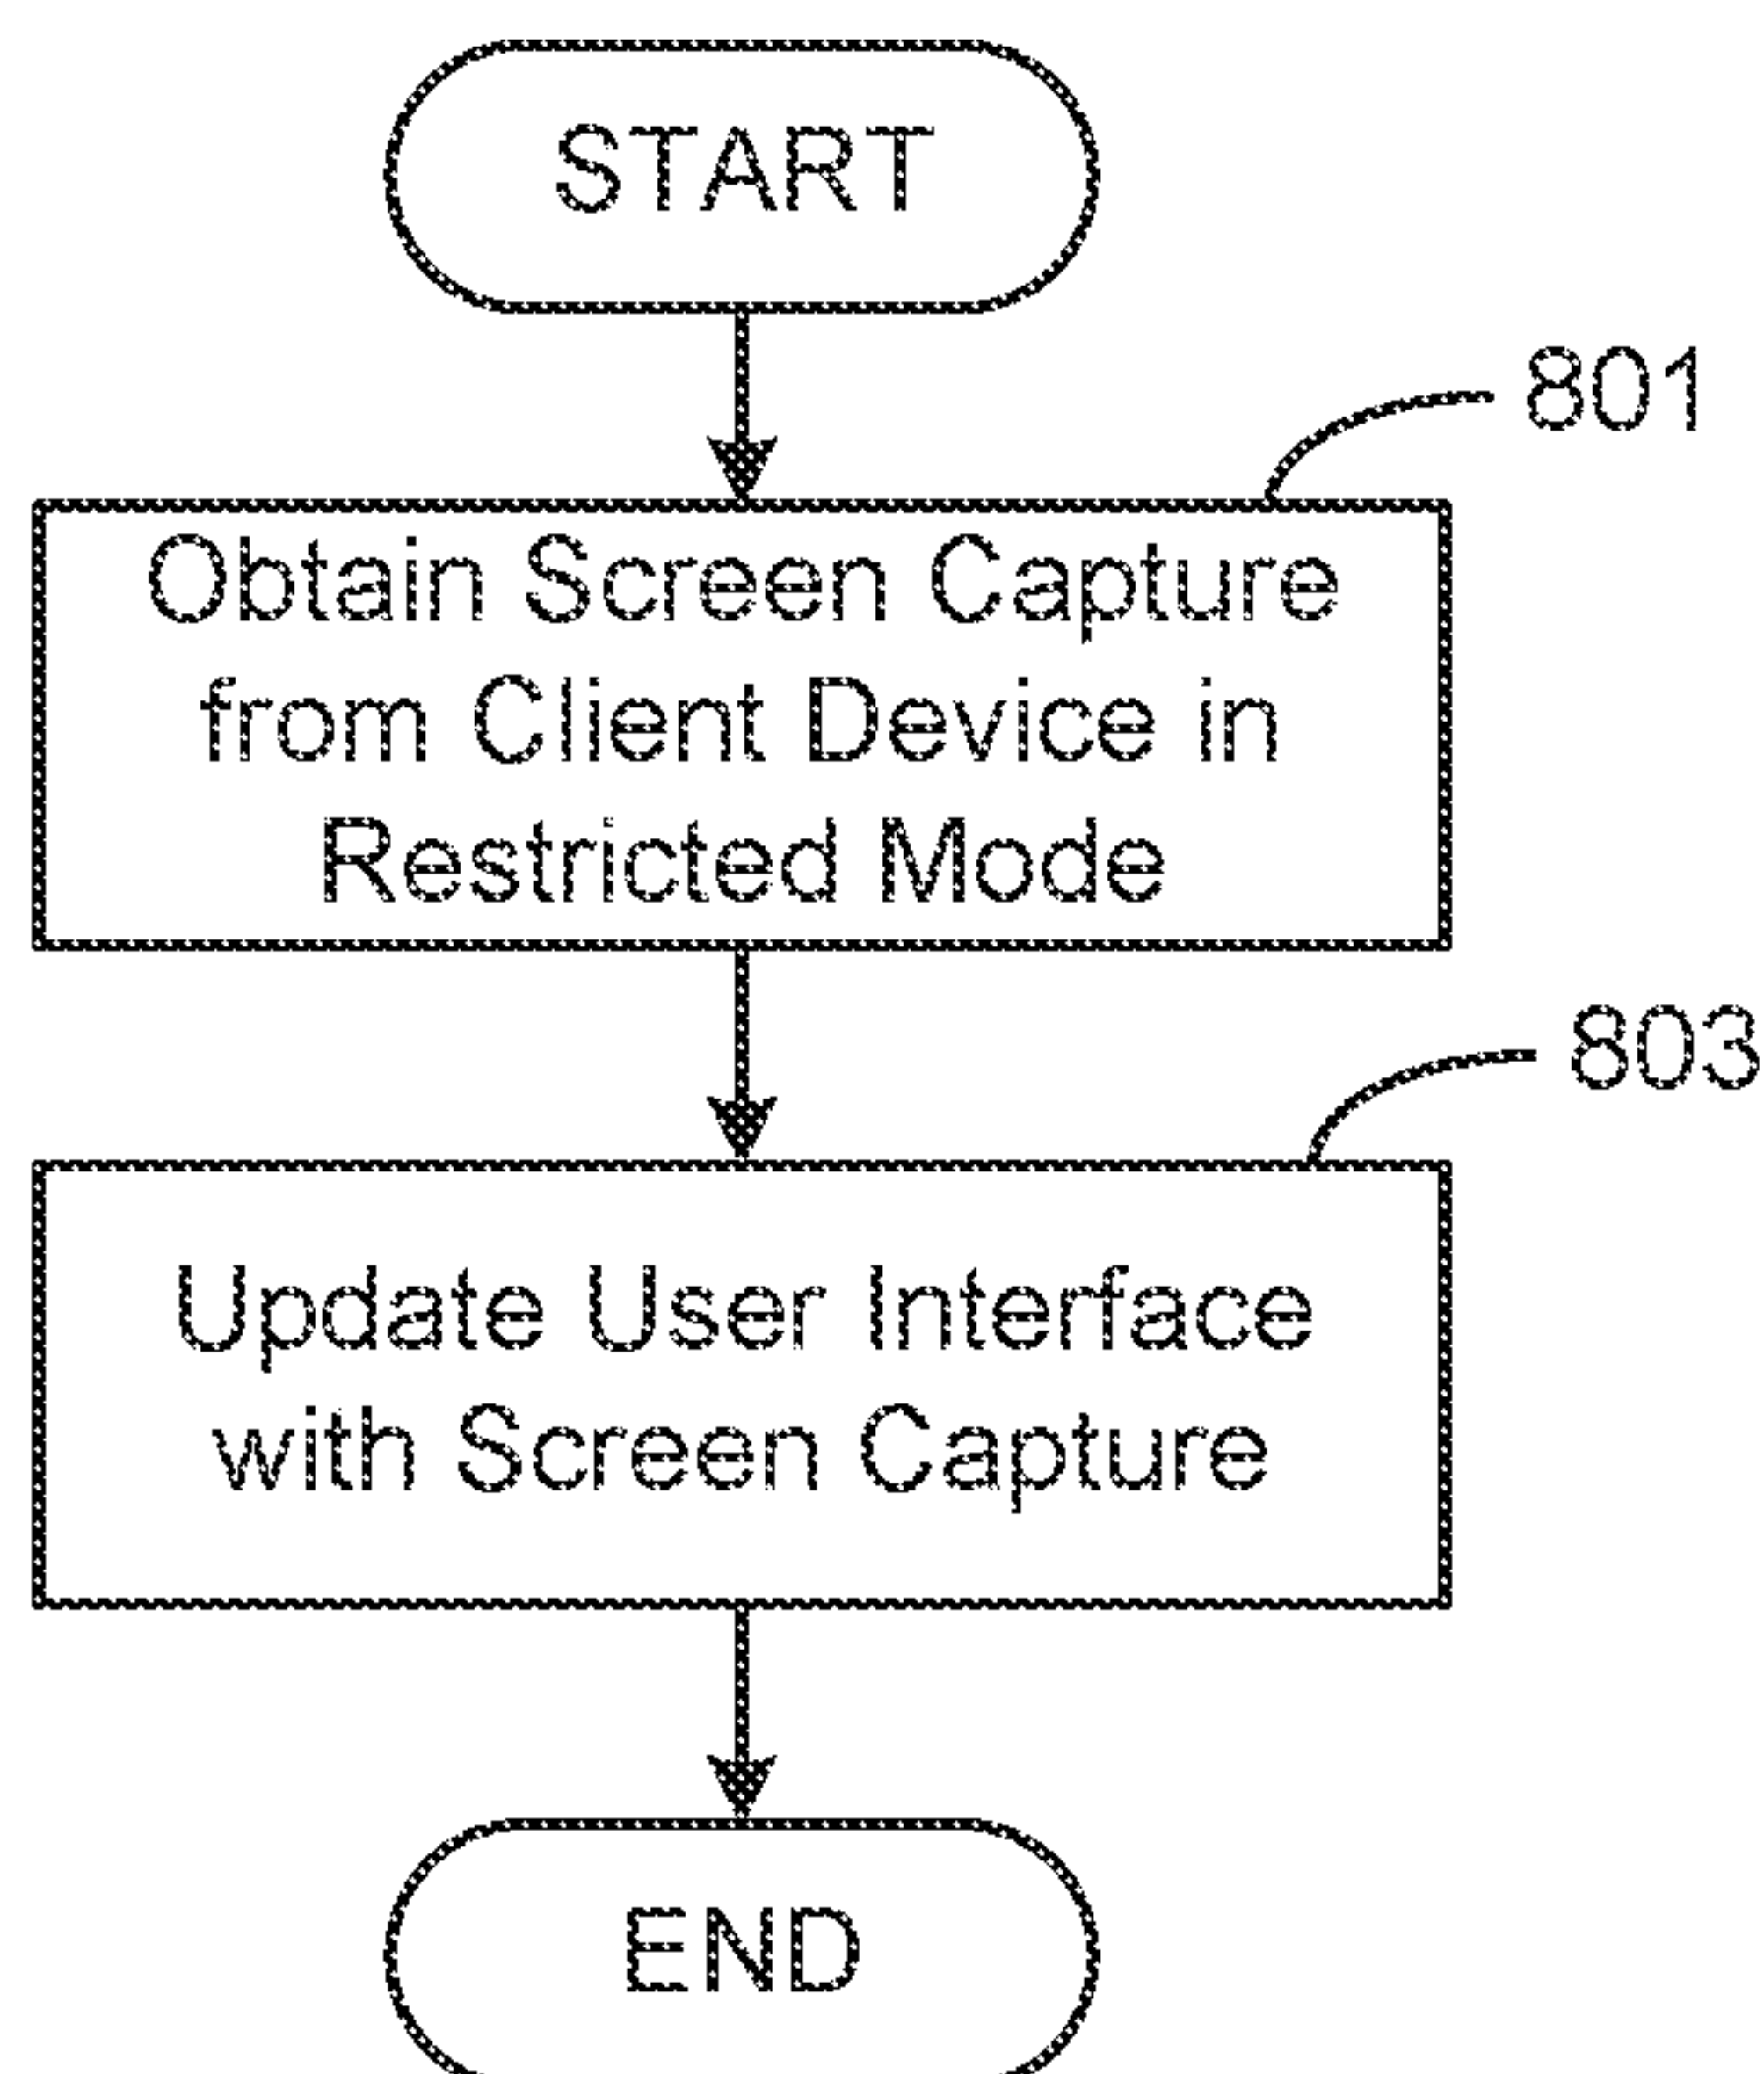 START
801
Obtain Screen Capture
from Client Device in
Restricted Mode
803
Update User Interface
with Screen Capture
END